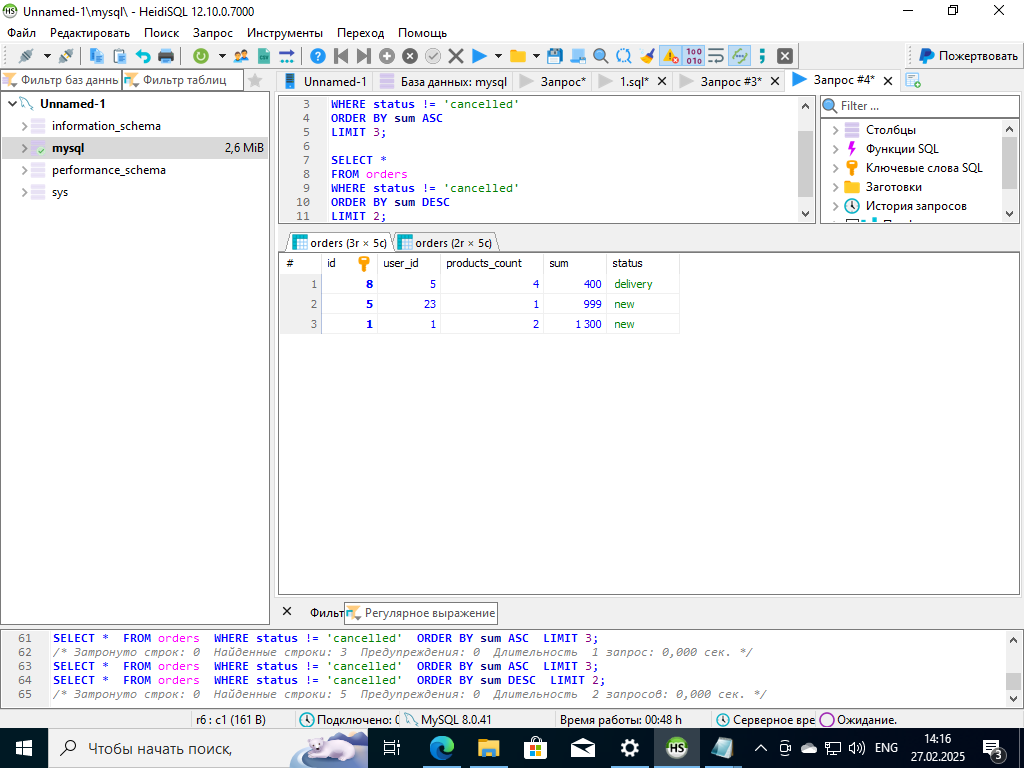 Unnamed-1\mysql\ - HeidiSQL 12.10.0.7000
Файл Редактировать Поиск Запрос Инструменты Переход Помощь
Пожертвовать
Фильтр баз данн Фильтр таблиц
Unnamed-1 База данных: mysql Запрос* 1.sql* Запрос #3* Запрос #4*
Unnamed-1
information_schema
mysql 2,6 MiB
performance_schema
sys
3 WHERE status != 'cancelled'
4 ORDER BY sum ASC
5 LIMIT 3;
6
7 SELECT *
8 FROM orders
9 WHERE status != 'cancelled'
10 ORDER BY sum DESC
11 LIMIT 2;
Filter ...
Столбцы
Функции SQL
Ключевые слова SQL
Заготовки
История запросов
orders (3r × 5c) orders (2r × 5c)
# id user_id products_count sum status
1 8 5 4 400 delivery
2 5 23 1 999 new
3 1 1 2 1 300 new
Фильт Регулярное выражение
61 SELECT * FROM orders WHERE status != 'cancelled' ORDER BY sum ASC LIMIT 3;
62 /* Затронуто строк: 0 Найденные строки: 3 Предупреждения: 0 Длительность 1 запрос: 0,000 сек. */
63 SELECT * FROM orders WHERE status != 'cancelled' ORDER BY sum ASC LIMIT 3;
64 SELECT * FROM orders WHERE status != 'cancelled' ORDER BY sum DESC LIMIT 2;
65 /* Затронуто строк: 0 Найденные строки: 5 Предупреждения: 0 Длительность 2 запросов: 0,000 сек. */
r6 : c1 (161 B) Подключено: 0 MySQL 8.0.41 Время работы: 00:48 h Серверное вре Ожидание.
Чтобы начать поиск,
HS
ENG
14:16
27.02.2025
3